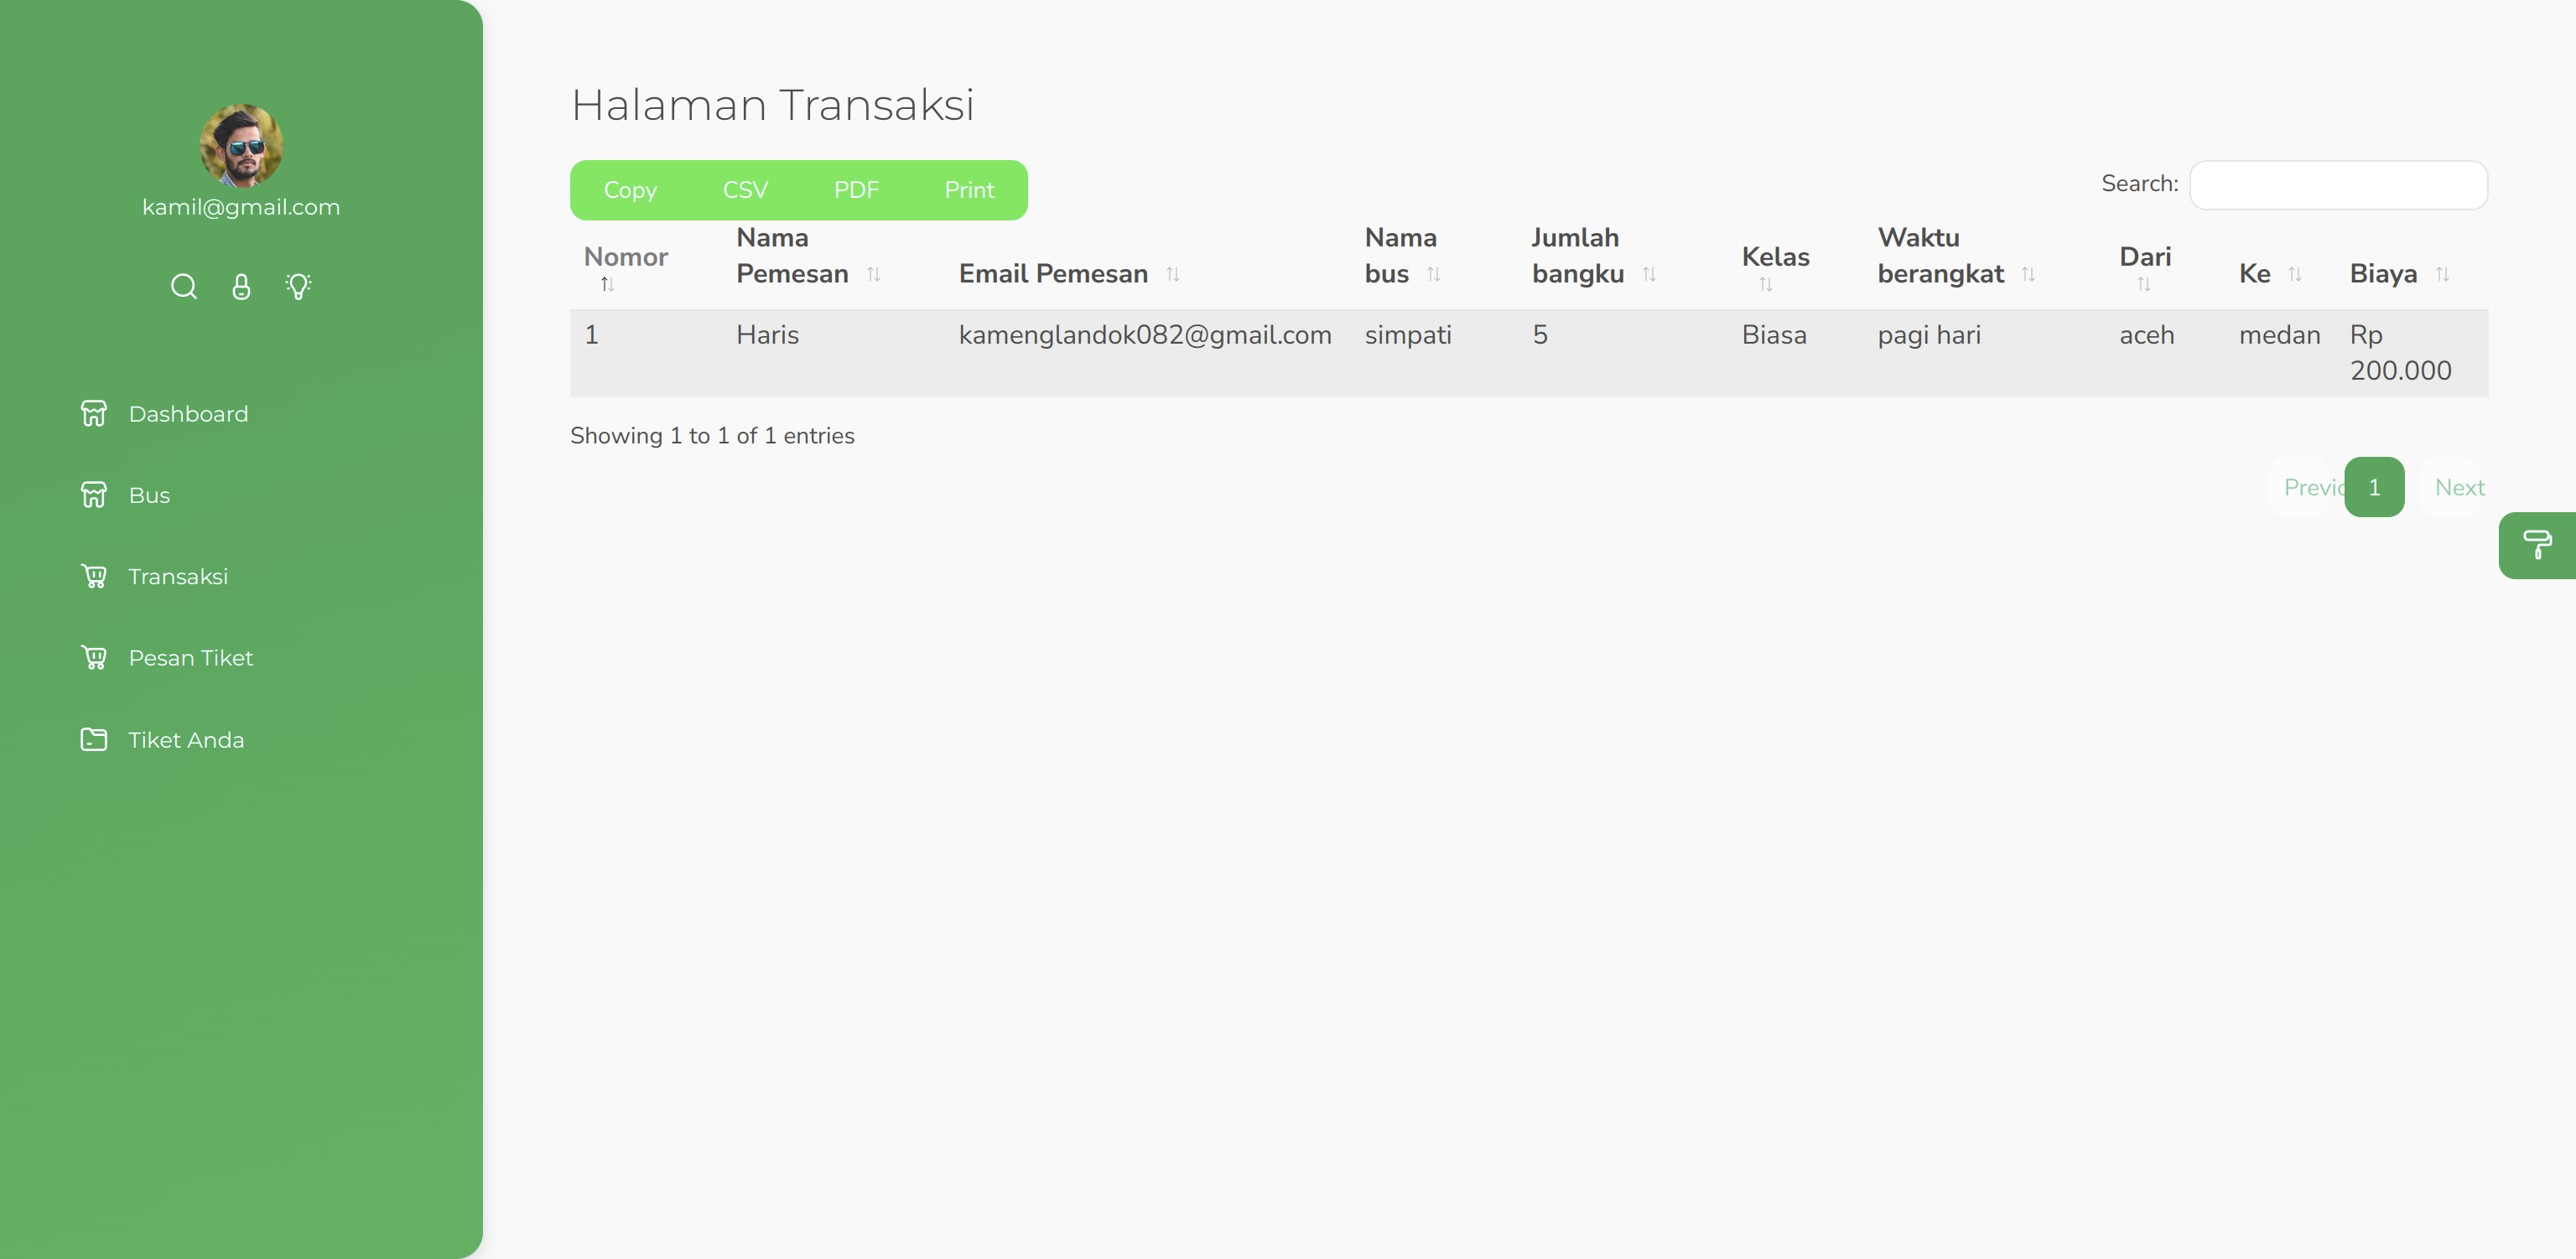 kamil@gmail.com
Dashboard
Bus
Transaksi
Pesan Tiket
Tiket Anda
Halaman Transaksi
Copy CSV PDF Print
Search:
Nomor Nama Pemesan Email Pemesan Nama bus Jumlah bangku Kelas Waktu berangkat Dari Ke Biaya
1 Haris kamenglandok082@gmail.com simpati 5 Biasa pagi hari aceh medan Rp 200.000
Showing 1 to 1 of 1 entries
Previo 1 Next